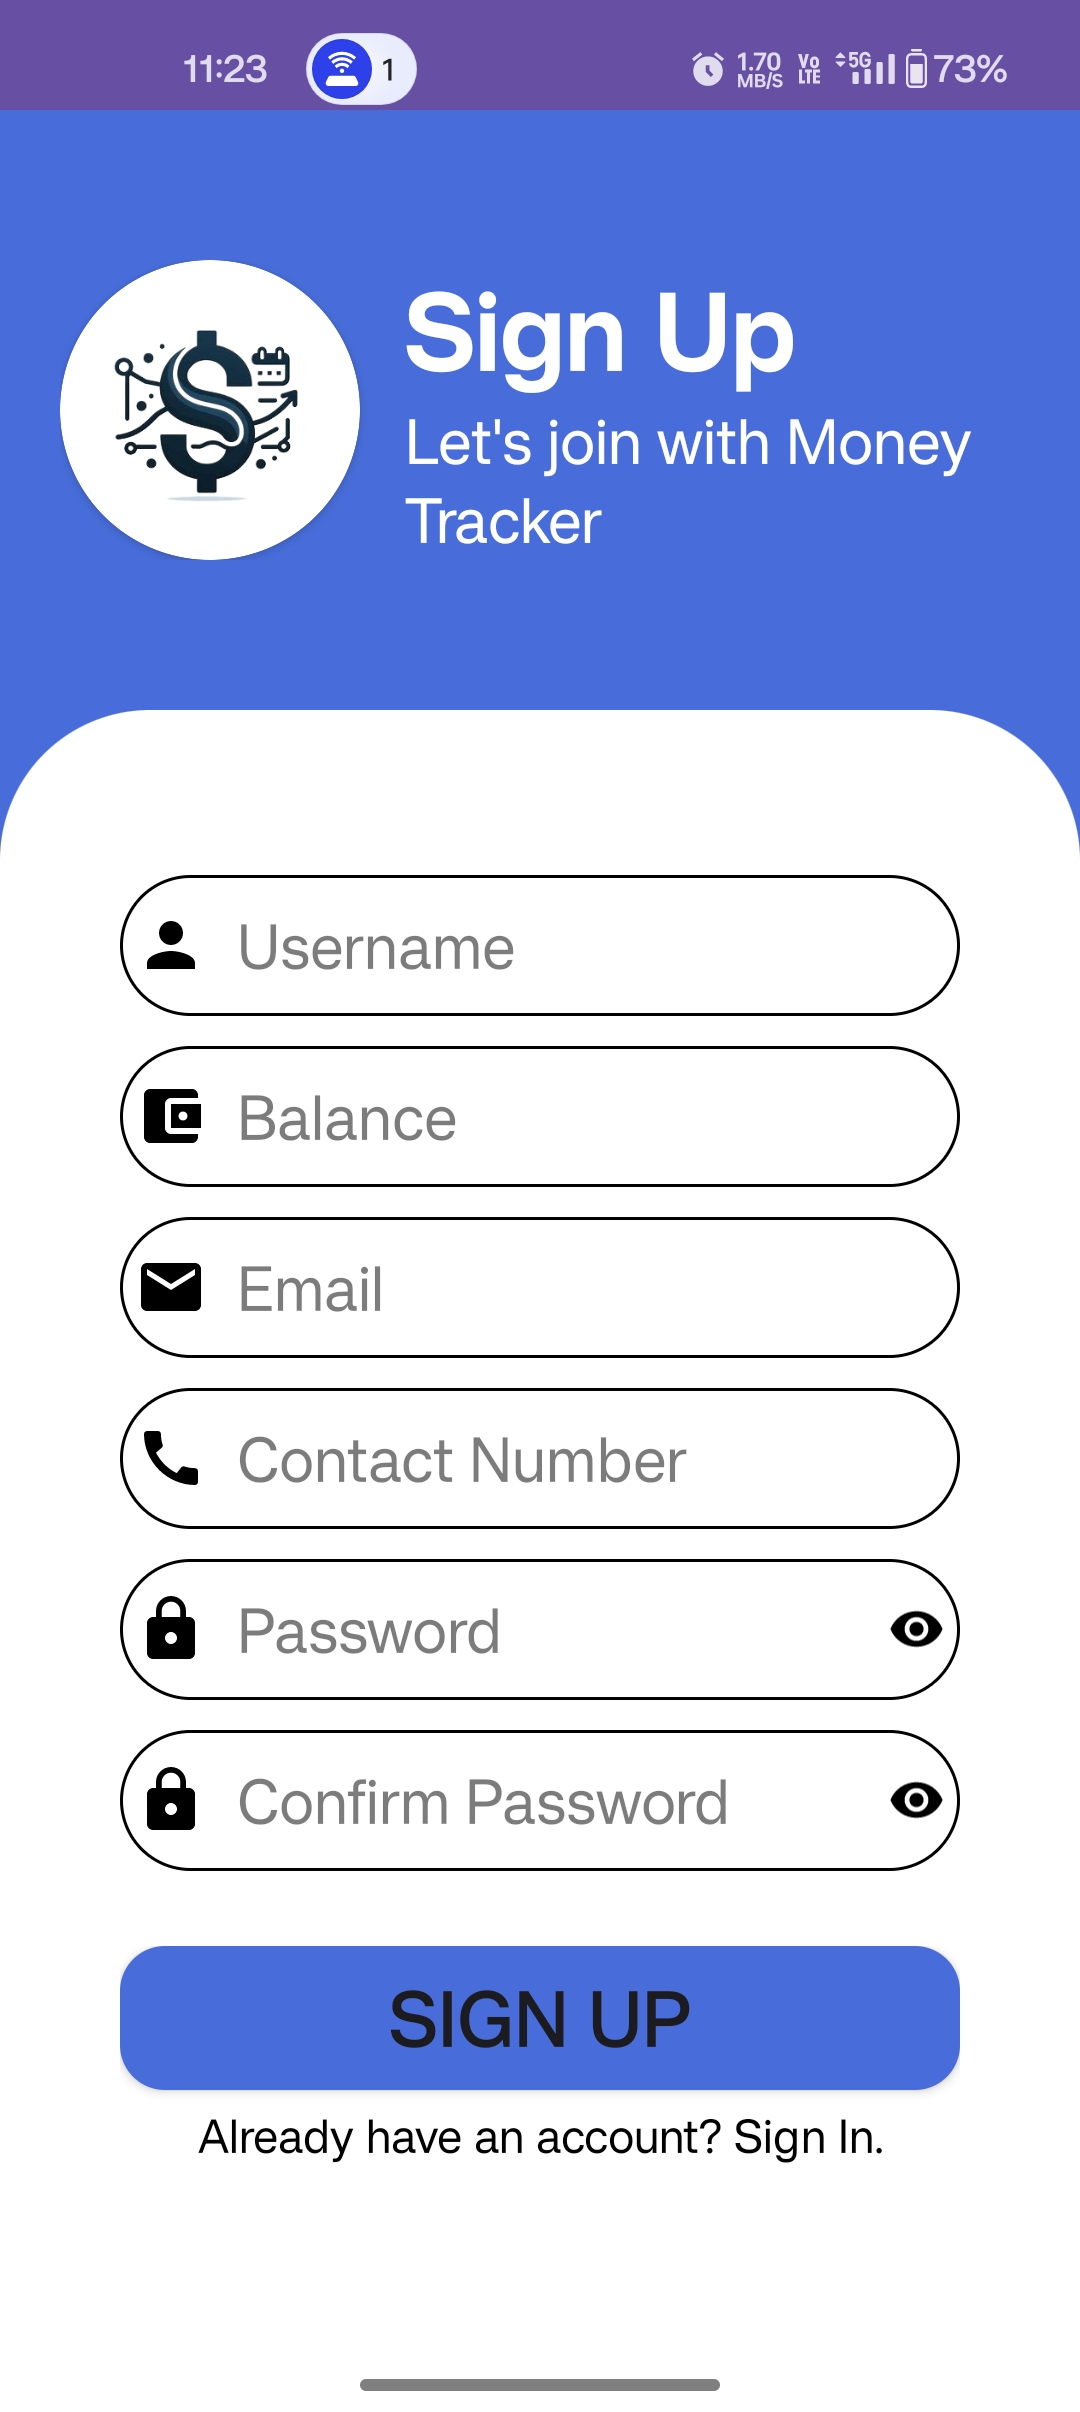 11:23 1 1.70 MB/S Vo LTE 5G 73%
Sign Up
Let's join with Money
Tracker
Username
Balance
Email
Contact Number
Password
Confirm Password
SIGN UP
Already have an account? Sign In.